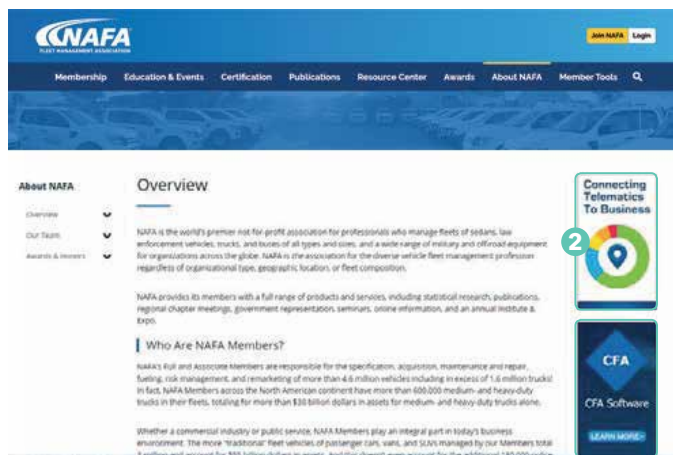 NAFA
FLEET MANAGEMENT ASSOCIATION
Join NAFA Login
Membership Education & Events Certification Publications Resource Center Awards About NAFA Member Tools
About NAFA
Overview
Our Team
Awards & Honors
Overview
NAFA is the world's premier not-for-profit association for professionals who manage fleets of sedans, law
enforcement vehicles, trucks, and buses of all types and sizes, and a wide range of military and offroad equipment
for organizations across the globe. NAFA is the association for the diverse vehicle fleet management profession
regardless of organizational type, geographic location, or fleet composition.
NAFA provides its members with a full range of products and services, including statistical research, publications,
regional chapter meetings, government representation, seminars, online information, and an annual Institute &
Expo.
Who Are NAFA Members?
NAFA's Full and Associate Members are responsible for the specification, acquisition, maintenance and repair,
fueling, risk management, and remarketing of more than 4.6 million vehicles including in excess of 1.6 million trucks!
In fact, NAFA Members across the North American continent have more than 600,000 medium- and heavy-duty
trucks in their fleets, totaling for more than $30 billion dollars in assets for medium- and heavy-duty trucks alone.
Whether a commercial industry or public service, NAFA Members play an integral part in today's business
environment. The more "traditional" fleet vehicles of passenger cars, vans, and SUVs managed by our Members total
Connecting
Telematics
To Business
2
CFA
CFA Software
LEARN MORE>